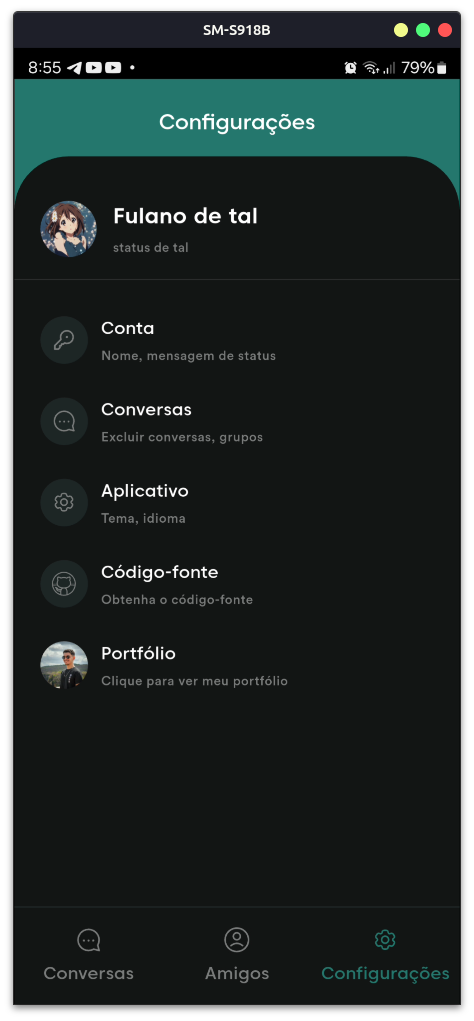 SM-S918B
8:55
79%
Configurações
Fulano de tal
status de tal
Conta
Nome, mensagem de status
Conversas
Excluir conversas, grupos
Aplicativo
Tema, idioma
Código-fonte
Obtenha o código-fonte
Portfólio
Clique para ver meu portfólio
Conversas
Amigos
Configurações